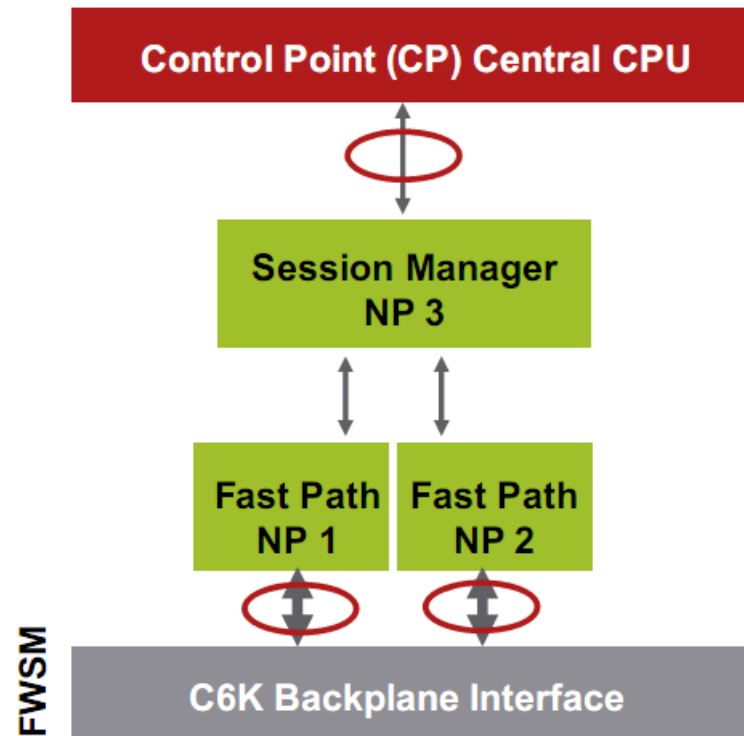 Control Point (CP) Central CPU
Session Manager
NP 3
Fast Path
NP 1
Fast Path
NP 2
FWSM
C6K Backplane Interface